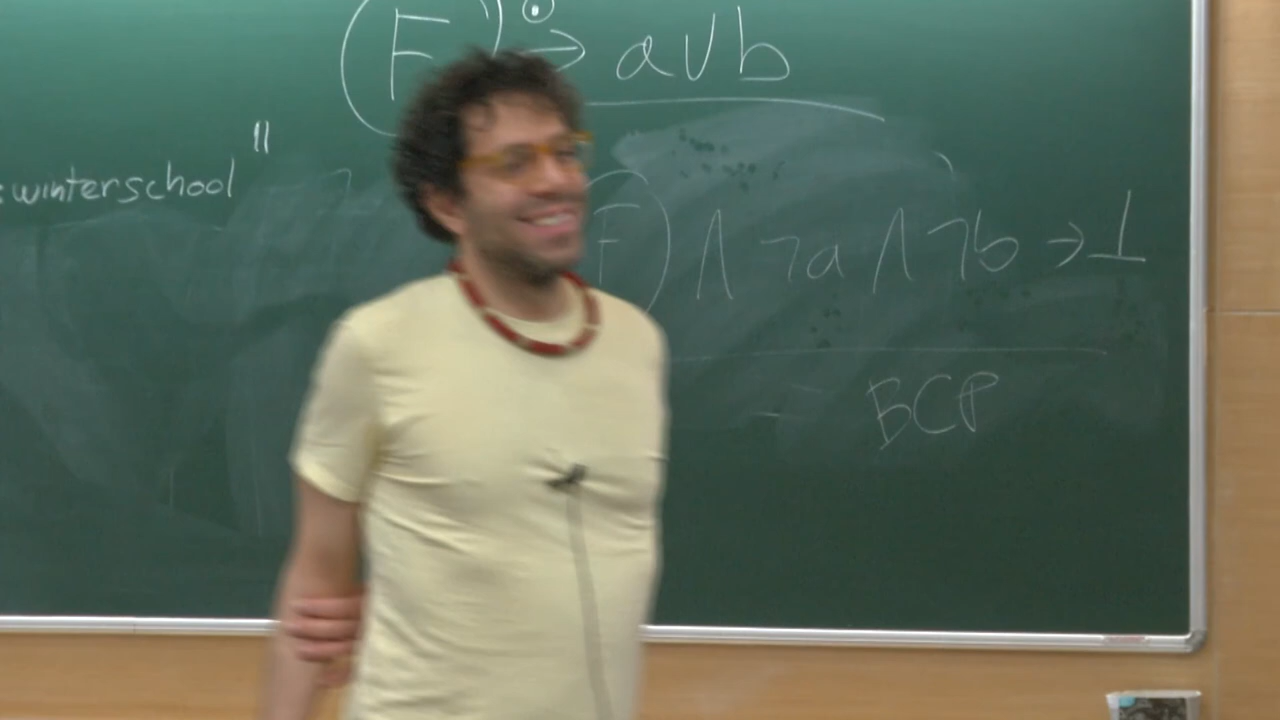 (F) → a ∨ b
:winterschool"
F) ∧ ¬a ∧ ¬b → ⊥
= BCP